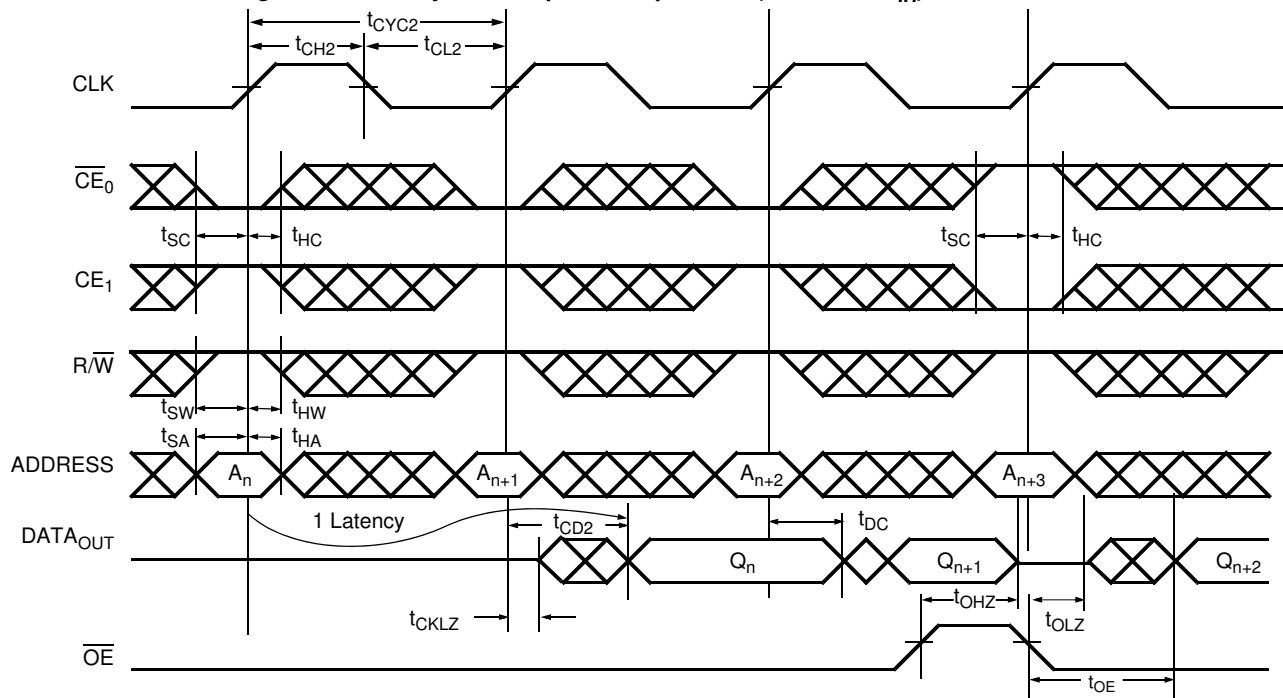 tCYC2
tCH2
tCL2
CLK
CE0
tSC
tHC
tSC
tHC
CE1
R/W
tSW
tHW
tSA
tHA
ADDRESS
An
An+1
An+2
An+3
1 Latency
tCD2
tDC
DATAOUT
Qn
Qn+1
Qn+2
tOHZ
tCKLZ
tOLZ
OE
tOE